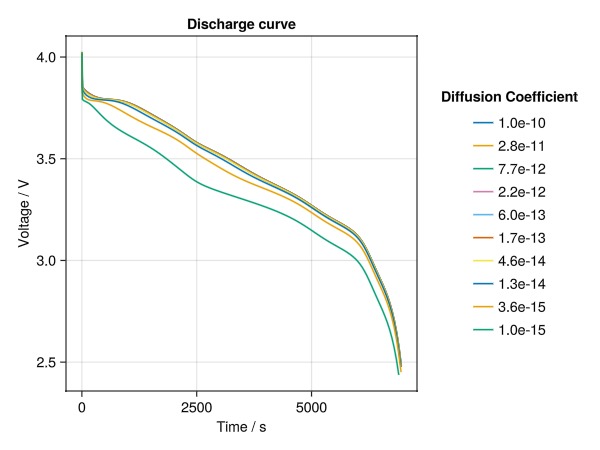 Discharge curve
4.0
3.5
3.0
2.5
Voltage / V
0 2500 5000
Time / s
Diffusion Coefficient
1.0e-10
2.8e-11
7.7e-12
2.2e-12
6.0e-13
1.7e-13
4.6e-14
1.3e-14
3.6e-15
1.0e-15